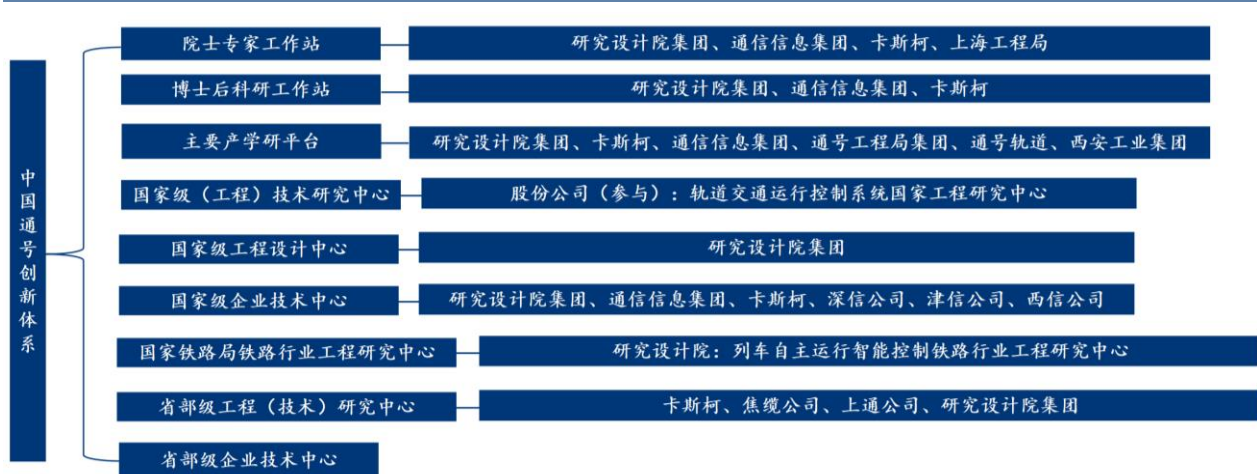 中国通号创新体系
院士专家工作站
研究设计院集团、通信信息集团、卡斯柯、上海工程局
博士后科研工作站
研究设计院集团、通信信息集团、卡斯柯
主要产学研平台
研究设计院集团、卡斯柯、通信信息集团、通号工程局集团、通号轨道、西安工业集团
国家级（工程）技术研究中心
股份公司（参与）：轨道交通运行控制系统国家工程研究中心
国家级工程设计中心
研究设计院集团
国家级企业技术中心
研究设计院集团、通信信息集团、卡斯柯、深信公司、津信公司、西信公司
国家铁路局铁路行业工程研究中心
研究设计院：列车自主运行智能控制铁路行业工程研究中心
省部级工程（技术）研究中心
卡斯柯、焦缆公司、上通公司、研究设计院集团
省部级企业技术中心